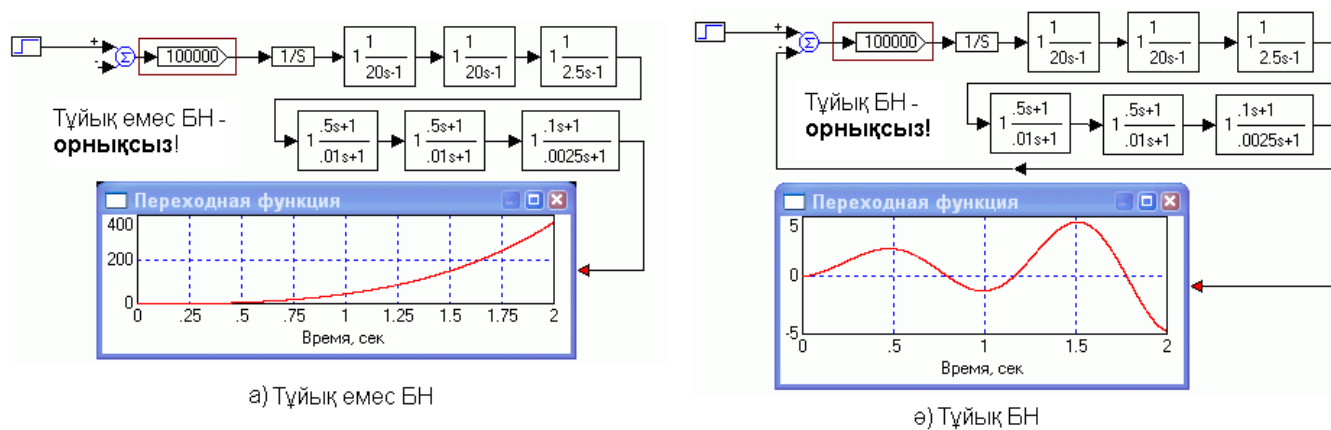 +
-
Σ
100000
1/S
1 1 / 20s-1
1 1 / 20s-1
1 1 / 2.5s-1
Тұйық емес БН -
орнықсыз!
1 .5s+1 / .01s+1
1 .5s+1 / .01s+1
1 .1s+1 / .0025s+1
Переходная функция
400
200
0
0 .25 .5 .75 1 1.25 1.5 1.75 2
Время, сек
а) Тұйық емес БН
+
-
Σ
100000
1/S
1 1 / 20s-1
1 1 / 20s-1
1 1 / 2.5s-1
Тұйық БН -
орнықсыз!
1 .5s+1 / .01s+1
1 .5s+1 / .01s+1
1 .1s+1 / .0025s+1
Переходная функция
5
0
-5
0 .5 1 1.5 2
Время, сек
ә) Тұйық БН